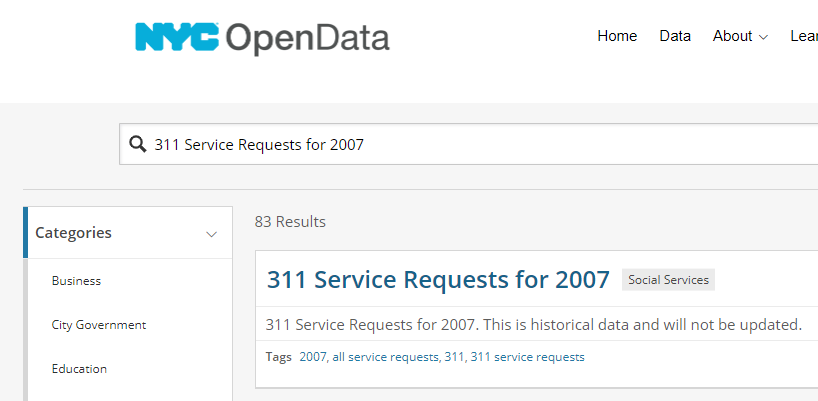 NYC OpenData
Home Data About Lear
311 Service Requests for 2007
Categories
Business
City Government
Education
83 Results
311 Service Requests for 2007 Social Services
311 Service Requests for 2007. This is historical data and will not be updated.
Tags 2007, all service requests, 311, 311 service requests